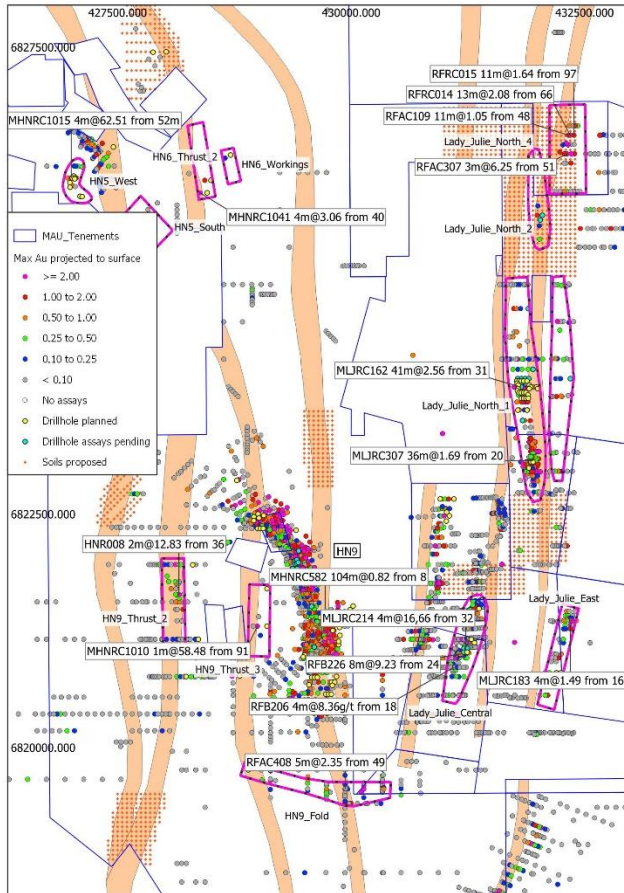 427500.000
430000.000
432500.000
6827500.000
RFRC015 11m@1.64 from 97
RFRC014 13m@2.08 from 66
MHNRC1015 4m@62.51 from 52m
RFAC109 11m@1.05 from 48
Lady_Julie_North_4
HN6_Thrust_2
HN6_Workings
RFAC307 3m@6.25 from 51
HN5_West
MHNRC1041 4m@3.06 from 40
HN5_South
Lady_Julie_North_2
MAU_Tenements
Max Au projected to surface
>= 2.00
1.00 to 2.00
0.50 to 1.00
0.25 to 0.50
0.10 to 0.25
< 0.10
No assays
Drillhole planned
Drillhole assays pending
Soils proposed
MLJRC162 41m@2.56 from 31
Lady_Julie_North_1
MLJRC307 36m@1.69 from 20
6822500.000
HNR008 2m@12.83 from 36
HN9
MHNRC582 104m@0.82 from 8
Lady_Julie_East
HN9_Thrust_2
MLJRC214 4m@16,66 from 32
MHNRC1010 1m@58.48 from 91
HN9_Thrust_3
RFB226 8m@9.23 from 24
MLJRC183 4m@1.49 from 16
RFB206 4m@8.36g/t from 18
Lady_Julie_Central
6820000.000
RFAC408 5m@2.35 from 49
HN9_Fold